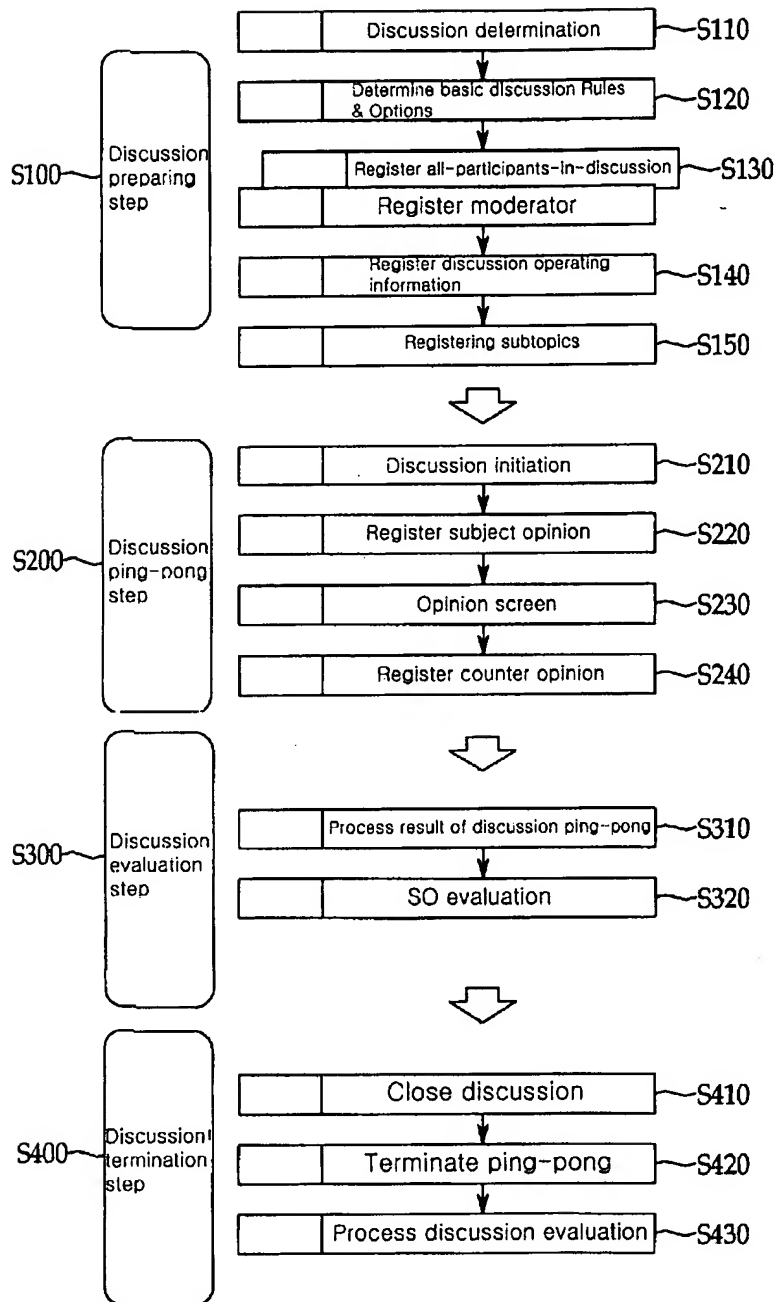 Discussion determination
S110
Determine basic discussion Rules
& Options
S120
Register all-participants-in-discussion
S130
Register moderator
S100
Discussion
preparing
step
Register discussion operating
information
S140
Registering subtopics
S150
Discussion initiation
S210
Register subject opinion
S220
S200
Discussion
ping-pong
step
Opinion screen
S230
Register counter opinion
S240
Process result of discussion ping-pong
S310
S300
Discussion
evaluation
step
SO evaluation
S320
Close discussion
S410
S400
Discussion
termination
step
Terminate ping-pong
S420
Process discussion evaluation
S430